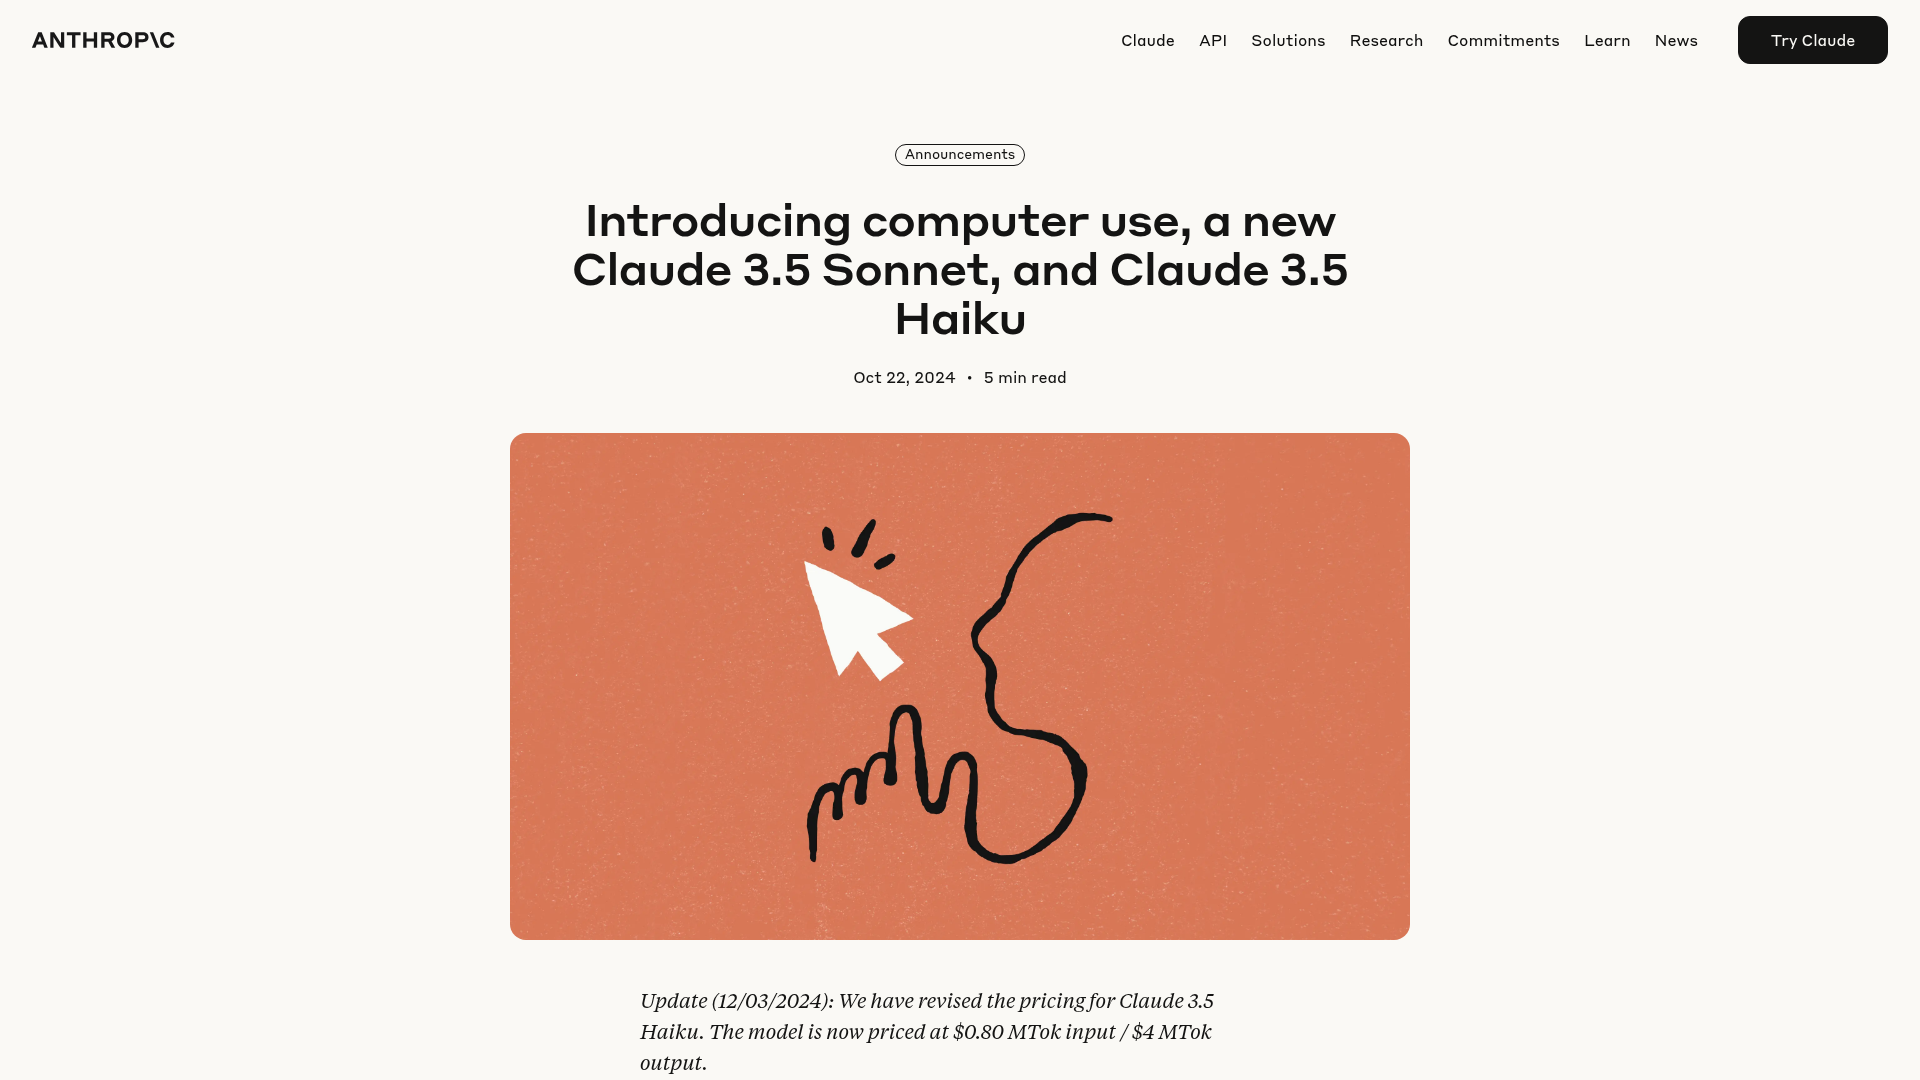 ANTHROP\C
Claude API Solutions Research Commitments Learn News Try Claude
Announcements
Introducing computer use, a new
Claude 3.5 Sonnet, and Claude 3.5
Haiku
Oct 22, 2024 • 5 min read
Update (12/03/2024): We have revised the pricing for Claude 3.5
Haiku. The model is now priced at $0.80 MTok input / $4 MTok
output.